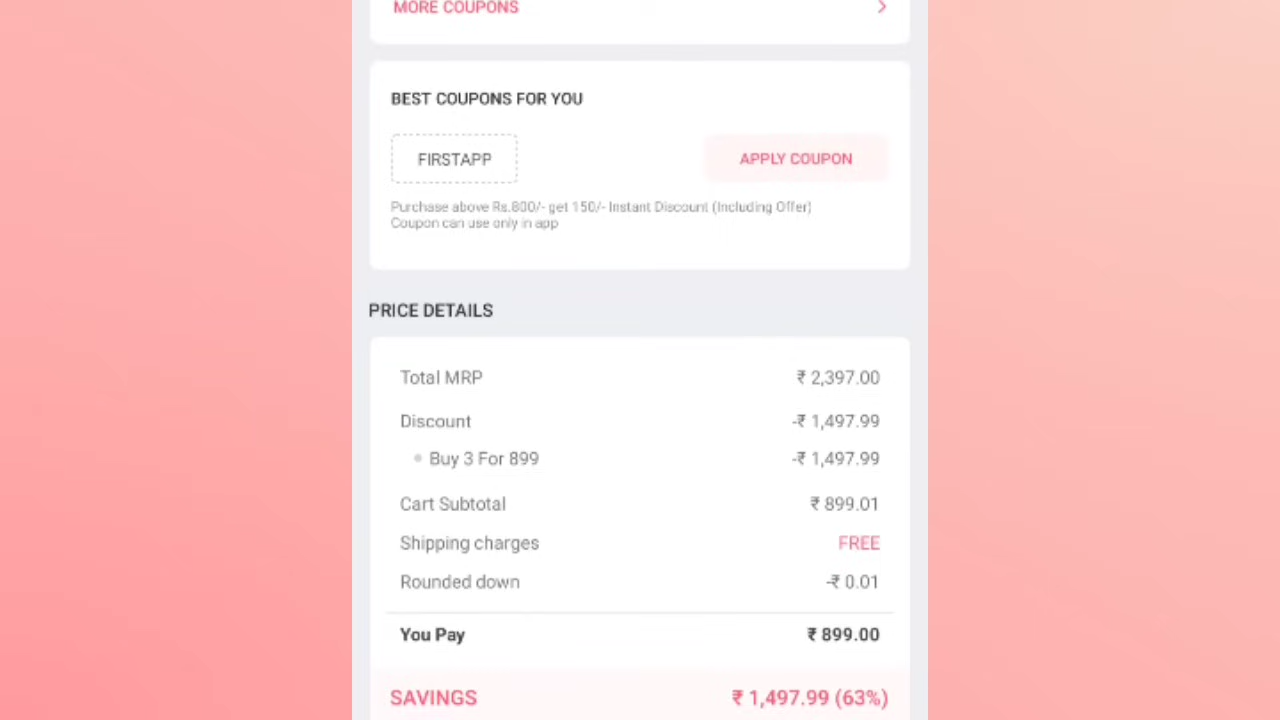 MORE COUPONS
BEST COUPONS FOR YOU
FIRSTAPP
APPLY COUPON
Purchase above Rs.800/- get 150/- Instant Discount (Including Offer)
Coupon can use only in app
PRICE DETAILS
Total MRP ₹ 2,397.00
Discount -₹ 1,497.99
Buy 3 For 899 -₹ 1,497.99
Cart Subtotal ₹ 899.01
Shipping charges FREE
Rounded down -₹ 0.01
You Pay ₹ 899.00
SAVINGS ₹ 1,497.99 (63%)